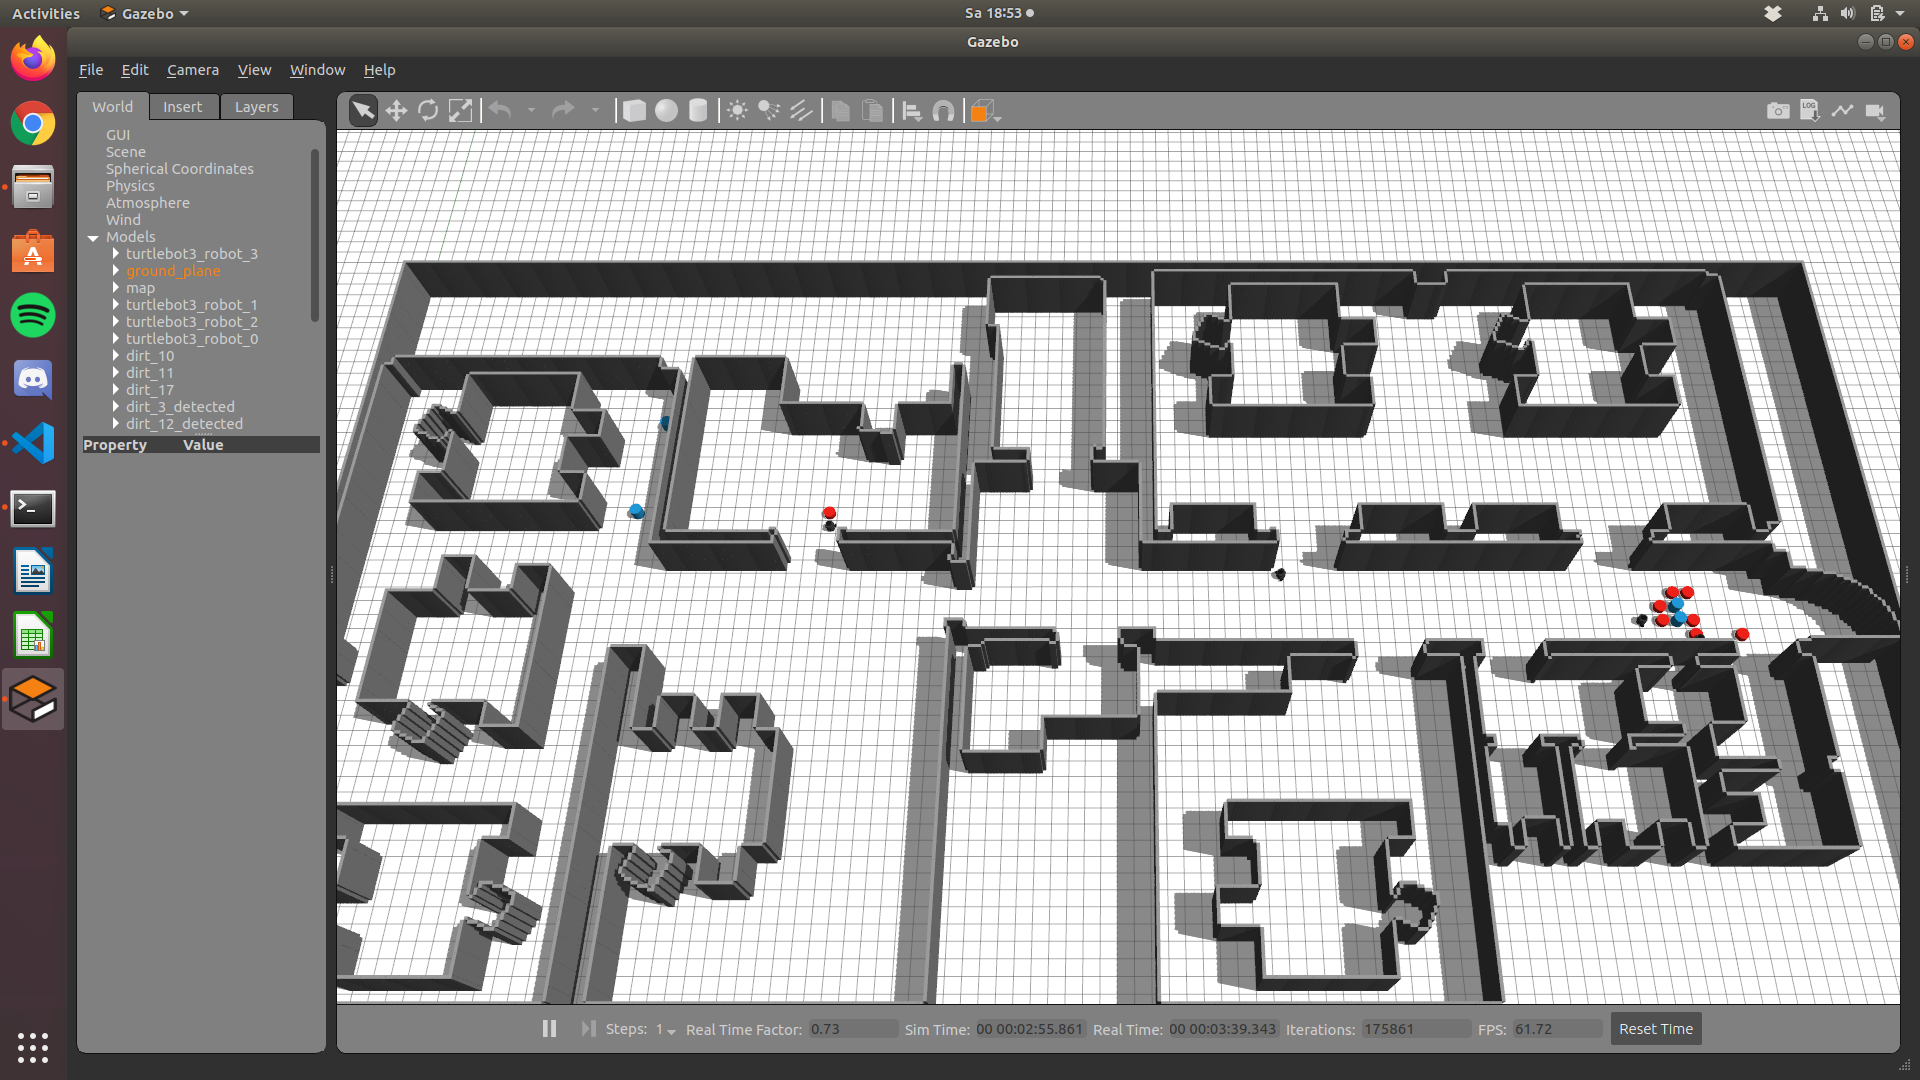 Activities Gazebo Sa 18:53
Gazebo
File Edit Camera View Window Help
World Insert Layers
GUI
Scene
Spherical Coordinates
Physics
Atmosphere
Wind
Models
turtlebot3_robot_3
ground_plane
map
turtlebot3_robot_1
turtlebot3_robot_2
turtlebot3_robot_0
dirt_10
dirt_11
dirt_17
dirt_3_detected
dirt_12_detected
Property Value
LOG
Steps: 1 Real Time Factor: 0.73 Sim Time: 00 00:02:55.861 Real Time: 00 00:03:39.343 Iterations: 175861 FPS: 61.72 Reset Time